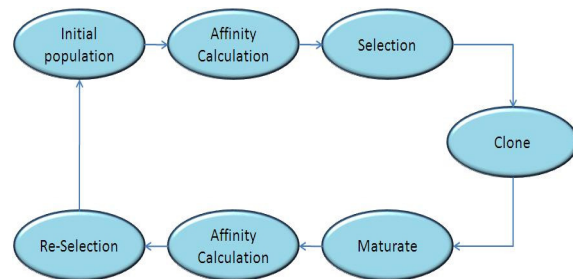 Initial
population
Affinity
Calculation
Selection
Clone
Maturate
Affinity
Calculation
Re-Selection